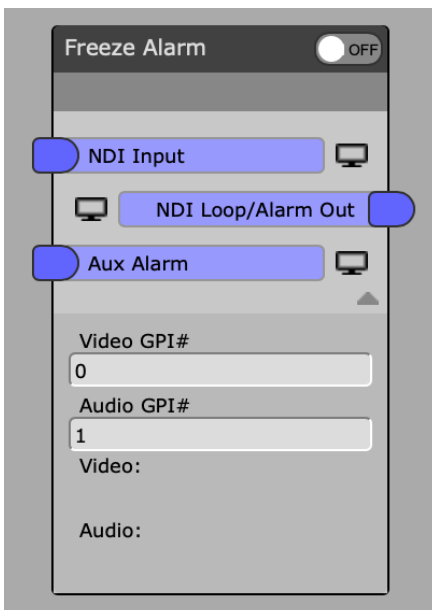 Freeze Alarm OFF
NDI Input
NDI Loop/Alarm Out
Aux Alarm
Video GPI#
0
Audio GPI#
1
Video:
Audio: